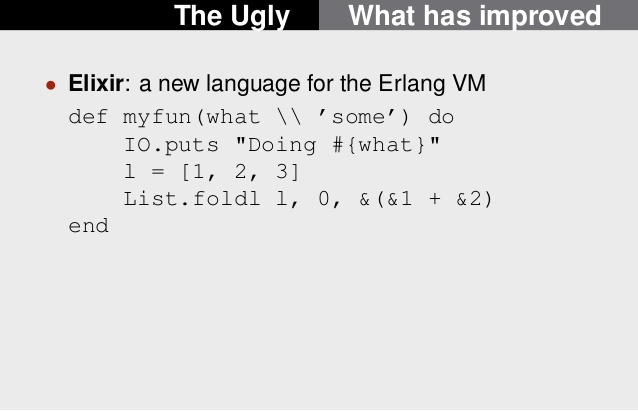 The Ugly What has improved
• Elixir: a new language for the Erlang VM
def myfun(what \\ ’some’) do
    IO.puts "Doing #{what}"
    l = [1, 2, 3]
    List.foldl l, 0, &(&1 + &2)
end